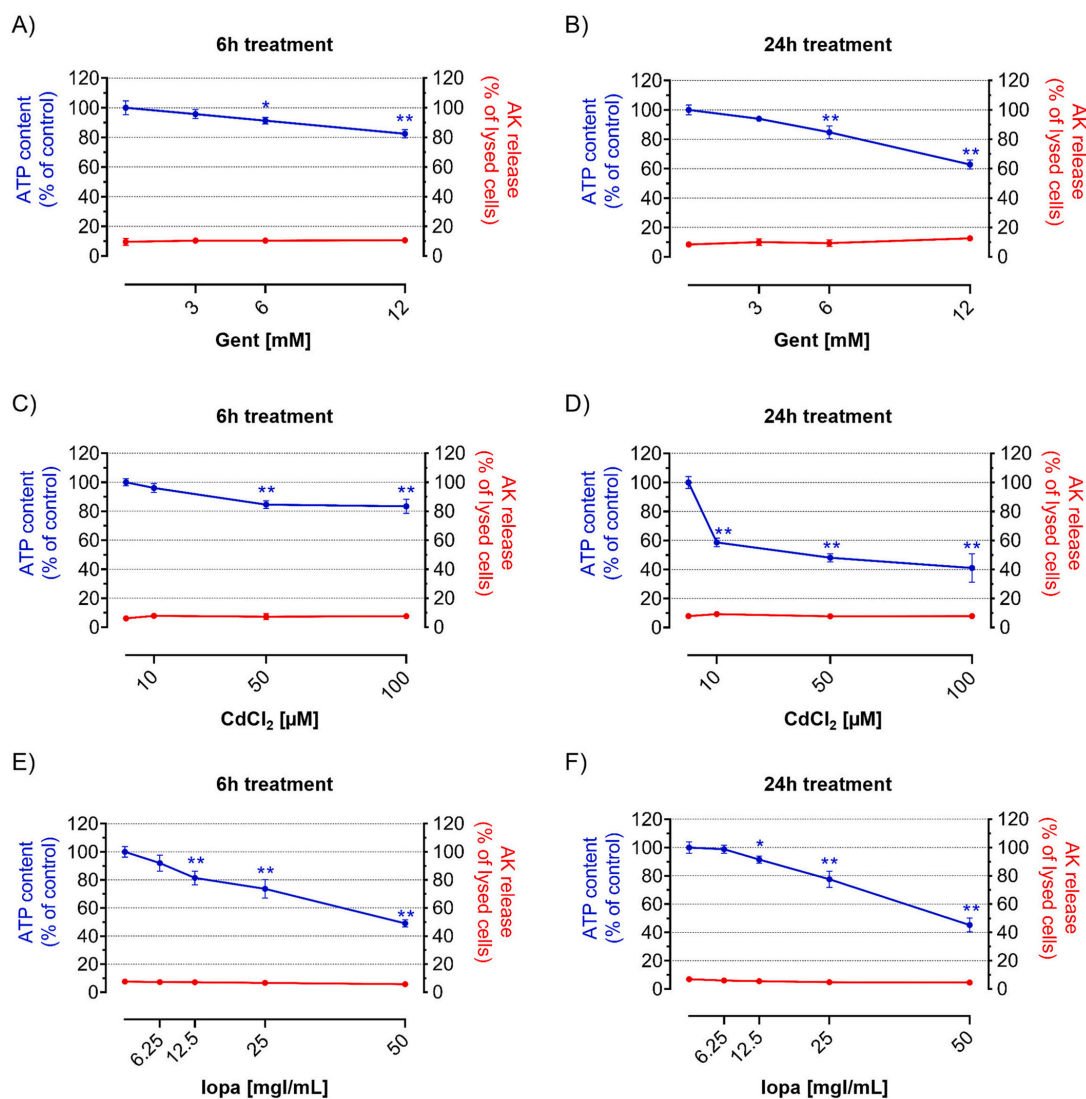 A)
6h treatment
ATP content
(% of control)
120
100
80
60
40
20
0
*
**
120
100
80
60
40
20
0
AK release
(% of lysed cells)
3
6
12
Gent [mM]
B)
24h treatment
ATP content
(% of control)
120
100
80
60
40
20
0
**
**
120
100
80
60
40
20
0
AK release
(% of lysed cells)
3
6
12
Gent [mM]
C)
6h treatment
ATP content
(% of control)
120
100
80
60
40
20
0
**
**
120
100
80
60
40
20
0
AK release
(% of lysed cells)
10
50
100
CdCl₂ [µM]
D)
24h treatment
ATP content
(% of control)
120
100
80
60
40
20
0
**
**
**
120
100
80
60
40
20
0
AK release
(% of lysed cells)
10
50
100
CdCl₂ [µM]
E)
6h treatment
ATP content
(% of control)
120
100
80
60
40
20
0
**
**
**
120
100
80
60
40
20
0
AK release
(% of lysed cells)
6.25
12.5
25
50
Iopa [mgI/mL]
F)
24h treatment
ATP content
(% of control)
120
100
80
60
40
20
0
*
**
**
120
100
80
60
40
20
0
AK release
(% of lysed cells)
6.25
12.5
25
50
Iopa [mgI/mL]